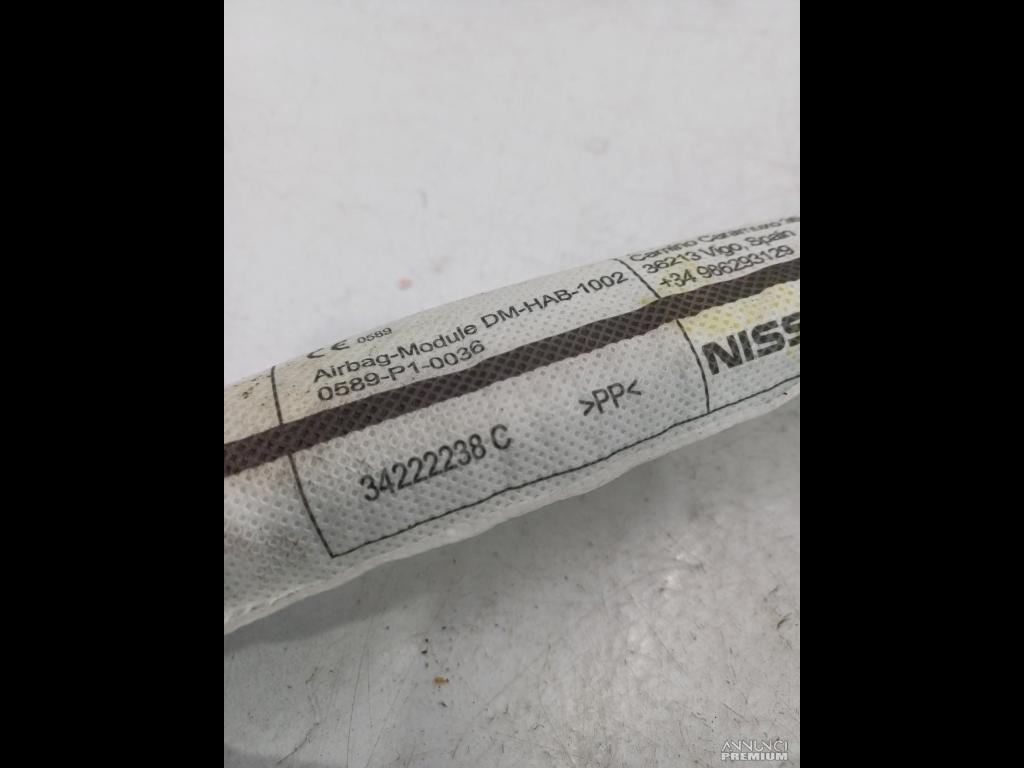 CE 0589
Airbag-Module DM-HAB-1002
0589-P1-0036
36213 Vigo, Spain
+34 986293129
34222238 C
>PP<
NISS
ANNUNCI
PREMIUM